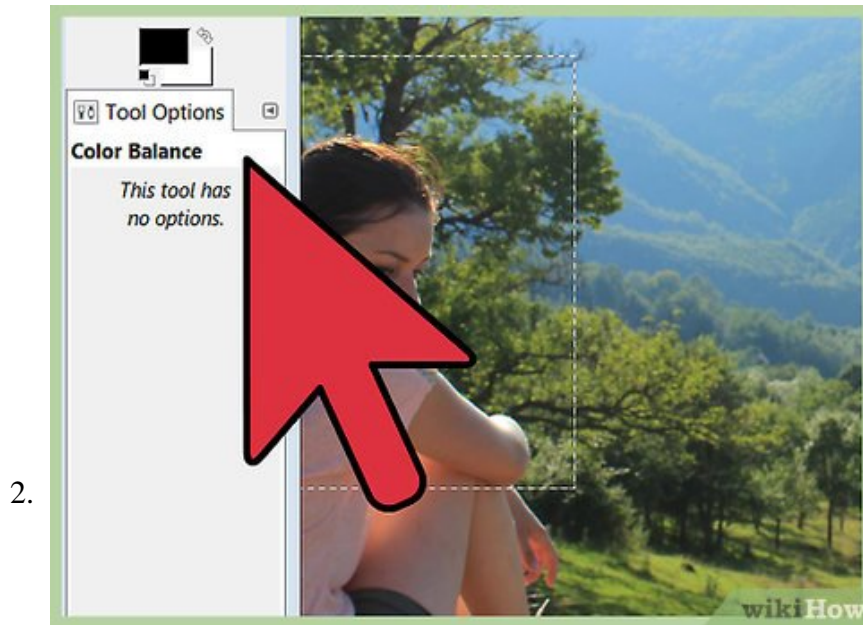 Tool Options
Color Balance
This tool has
no options.
2.
wikiHow